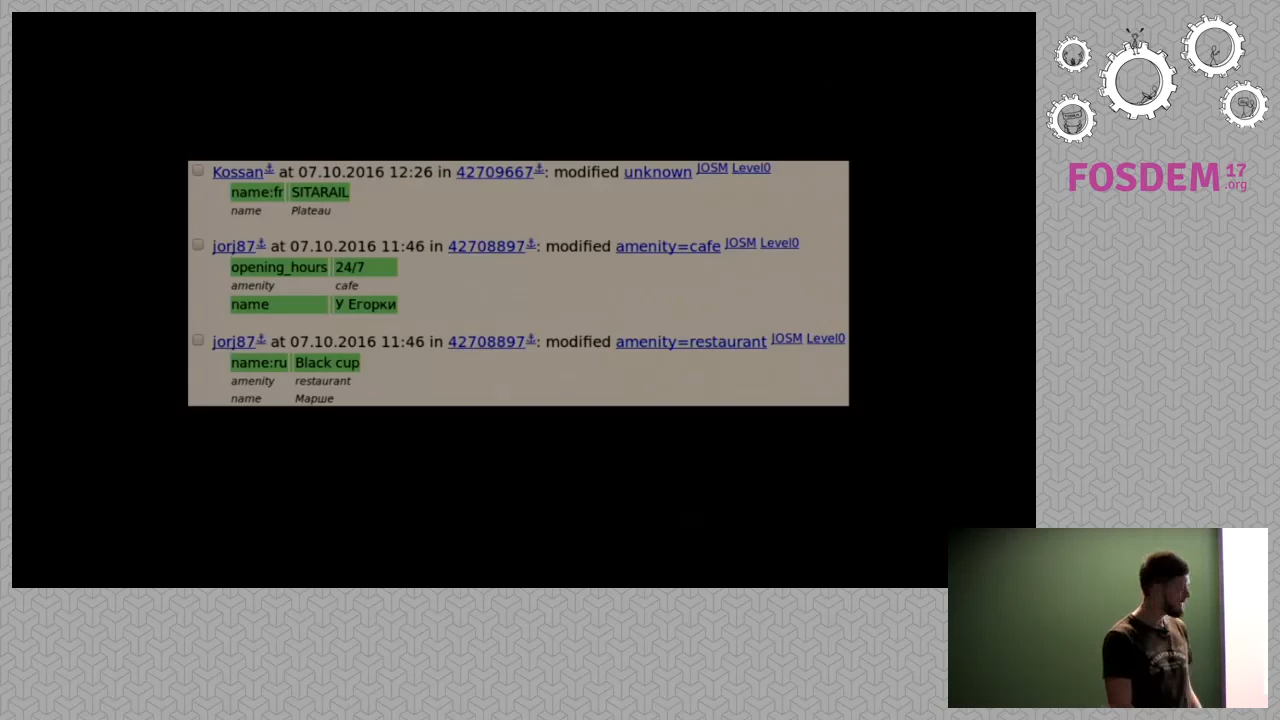 Kossan⚓ at 07.10.2016 12:26 in 42709667⚓: modified unknown JOSM Level0
name:fr SITARAIL
name Plateau
jorj87⚓ at 07.10.2016 11:46 in 42708897⚓: modified amenity=cafe JOSM Level0
opening_hours 24/7
amenity cafe
name У Егорки
jorj87⚓ at 07.10.2016 11:46 in 42708897⚓: modified amenity=restaurant JOSM Level0
name:ru Black cup
amenity restaurant
name Марше
FOSDEM 17
.org